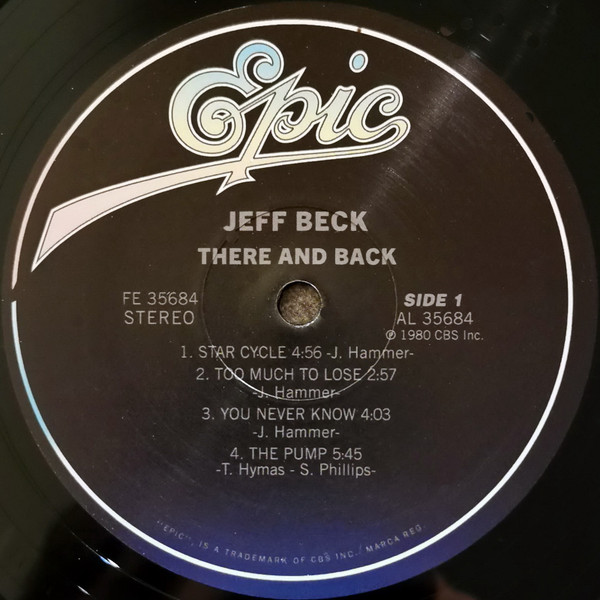 Epic
JEFF BECK
THERE AND BACK
FE 35684
STEREO
SIDE 1
AL 35684
℗ 1980 CBS Inc.
1. STAR CYCLE 4:56 -J. Hammer-
2. TOO MUCH TO LOSE 2:57
-J. Hammer-
3. YOU NEVER KNOW 4:03
-J. Hammer-
4. THE PUMP 5:45
-T. Hymas - S. Phillips-
"EPIC", IS A TRADEMARK OF CBS INC./ MARCA REG.